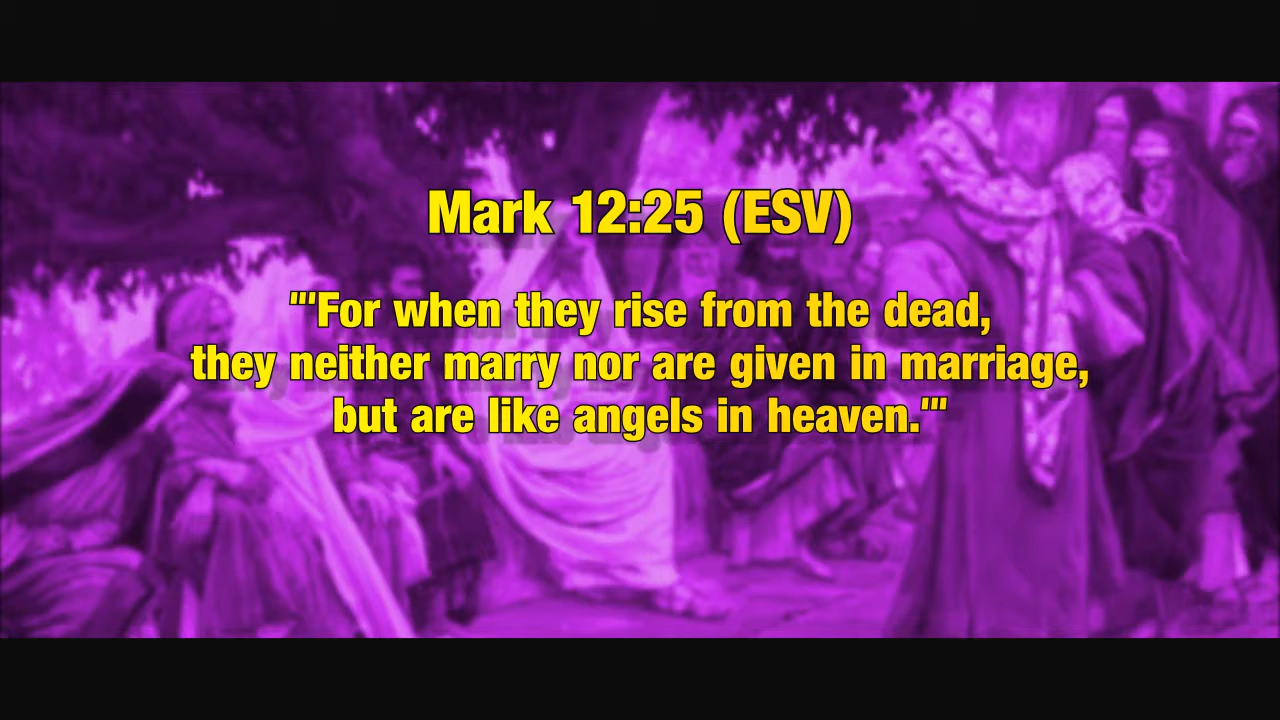 Mark 12:25 (ESV)
"'For when they rise from the dead,
they neither marry nor are given in marriage,
but are like angels in heaven.'"